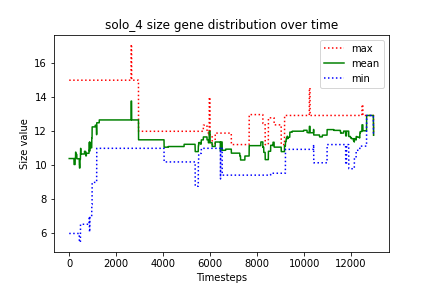 solo_4 size gene distribution over time
max
mean
min
Size value
16
14
12
10
8
6
0 2000 4000 6000 8000 10000 12000
Timesteps